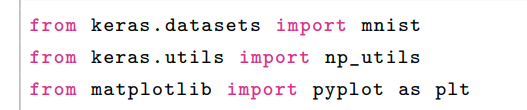 from keras.datasets import mnist
from keras.utils import np_utils
from matplotlib import pyplot as plt